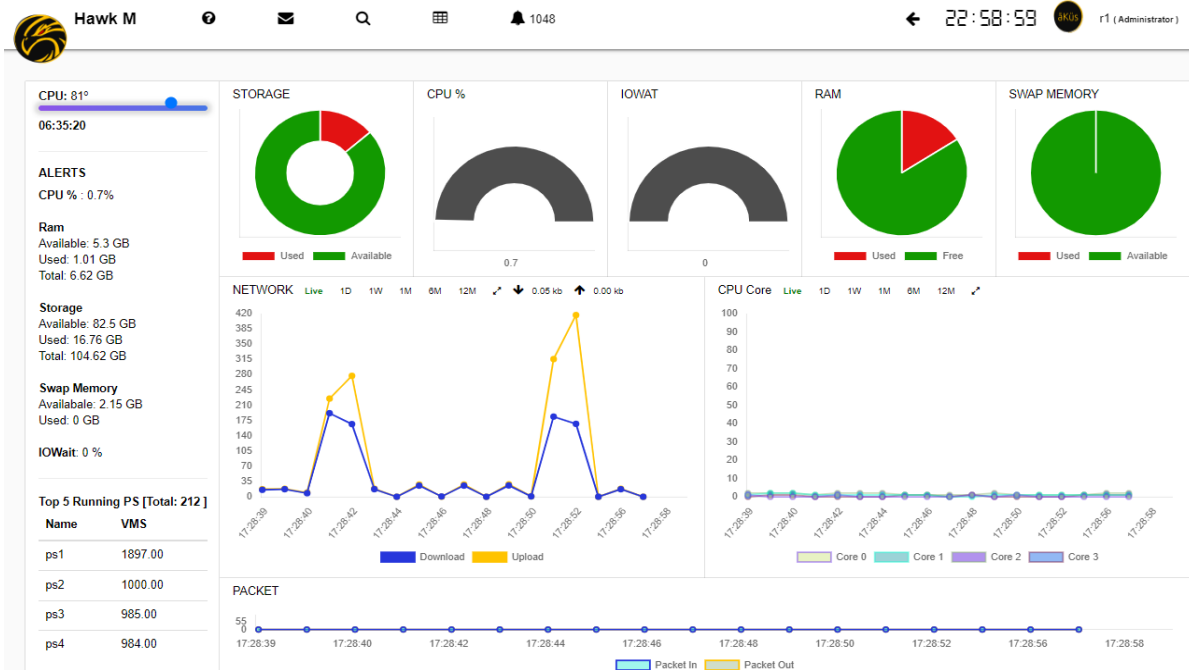 Hawk M
1048
22:58:59
äKüs
r1 ( Administrator )
CPU: 81º
06:35:20
ALERTS
CPU % : 0.7%
Ram
Available: 5.3 GB
Used: 1.01 GB
Total: 6.62 GB
Storage
Available: 82.5 GB
Used: 16.76 GB
Total: 104.62 GB
Swap Memory
Availabale: 2.15 GB
Used: 0 GB
IOWait: 0 %
Top 5 Running PS [Total: 212 ]
Name VMS
ps1 1897.00
ps2 1000.00
ps3 985.00
ps4 984.00
STORAGE
Used Available
CPU %
0.7
IOWAT
0
RAM
Used Free
SWAP MEMORY
Used Available
NETWORK Live 1D 1W 1M 6M 12M 0.05 kb 0.00 kb
420
385
350
315
280
245
210
175
140
105
70
35
0
17:28:39 17:28:40 17:28:42 17:28:44 17:28:46 17:28:48 17:28:50 17:28:52 17:28:56 17:28:58
Download Upload
CPU Core Live 1D 1W 1M 6M 12M
100
90
80
70
60
50
40
30
20
10
0
17:28:39 17:28:40 17:28:42 17:28:44 17:28:46 17:28:48 17:28:50 17:28:52 17:28:56 17:28:58
Core 0 Core 1 Core 2 Core 3
PACKET
55
0
17:28:39 17:28:40 17:28:42 17:28:44 17:28:46 17:28:48 17:28:50 17:28:52 17:28:56 17:28:58
Packet In Packet Out